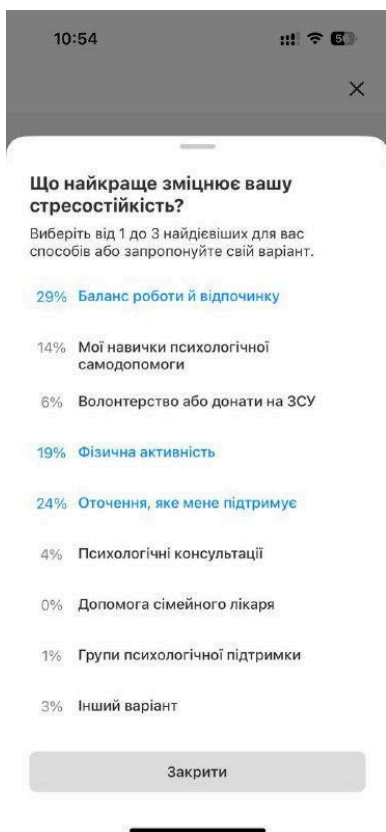 10:54
56
Що найкраще зміцнює вашу
стресостійкість?
Виберіть від 1 до 3 найдієвіших для вас
способів або запропонуйте свій варіант.
29% Баланс роботи й відпочинку
14% Мої навички психологічної
самодопомоги
6% Волонтерство або донати на ЗСУ
19% Фізична активність
24% Оточення, яке мене підтримує
4% Психологічні консультації
0% Допомога сімейного лікаря
1% Групи психологічної підтримки
3% Інший варіант
Закрити